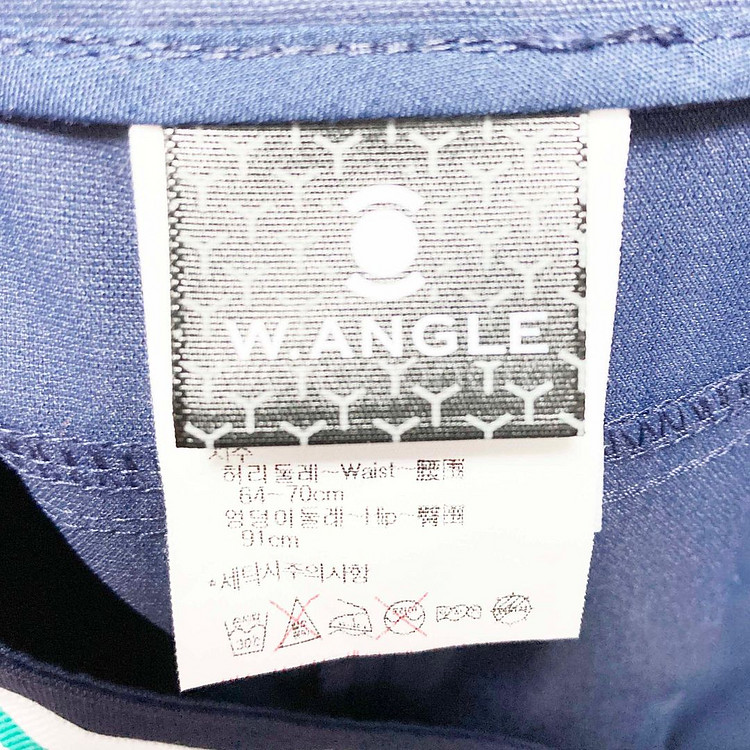 W.ANGLE
치수
허리둘레~Waist~腰围
64~70cm
엉덩이둘레~Hip~臀围
91cm
*세탁시주의사항
30℃